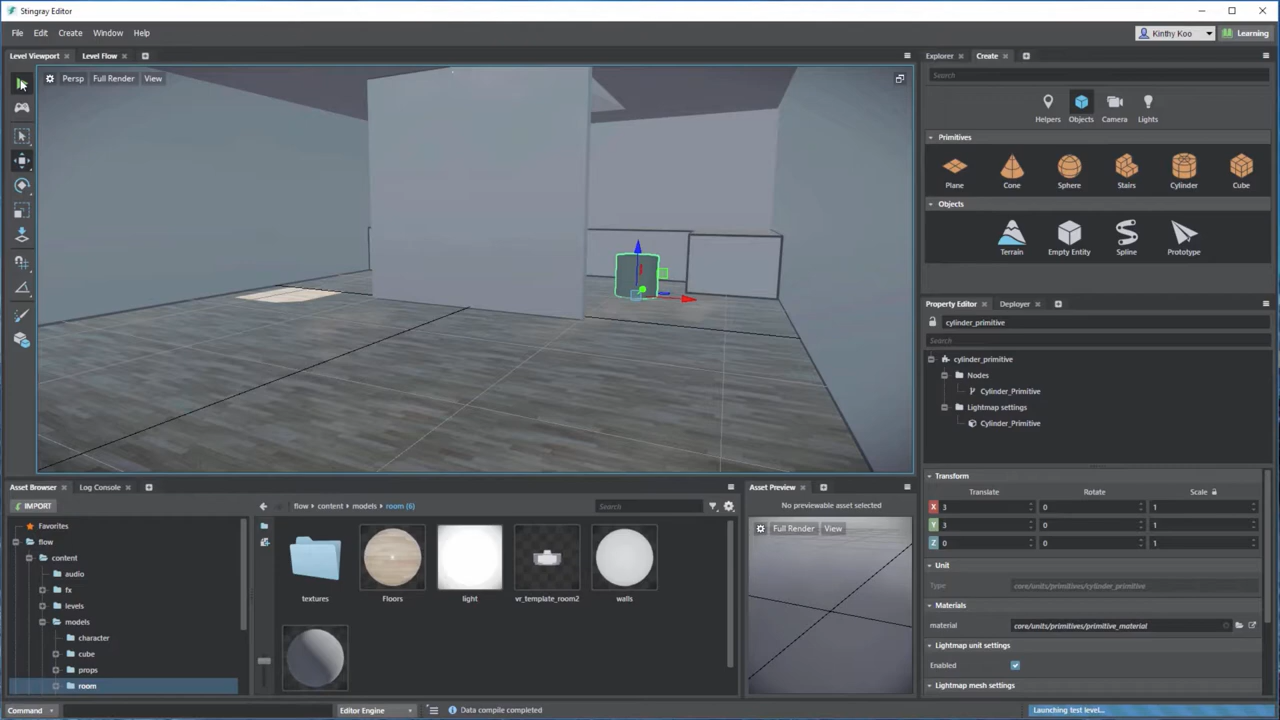 Stingray Editor
File Edit Create Window Help
Kinthy Koo Learning
Level Viewport Level Flow
Persp Full Render View
Explorer Create
Search
Helpers Objects Camera Lights
Primitives
Plane Cone Sphere Stairs Cylinder Cube
Objects
Terrain Empty Entity Spline Prototype
Property Editor Deployer
cylinder_primitive
Search
cylinder_primitive
Nodes
Cylinder_Primitive
Lightmap settings
Cylinder_Primitive
Transform
Translate Rotate Scale
X 3 0 1
Y 3 0 1
Z 0 0 1
Unit
Type core/units/primitives/cylinder_primitive
Materials
material core/units/primitives/primitive_material
Lightmap unit settings
Enabled
Lightmap mesh settings
Asset Browser Log Console
IMPORT
flow content models room (6)
Search
Favorites
flow
content
audio
fx
levels
models
character
cube
props
room
textures Floors light vr_template_room2 walls
Asset Preview
No previewable asset selected
Full Render View
Command Editor Engine Data compile completed Launching test level...